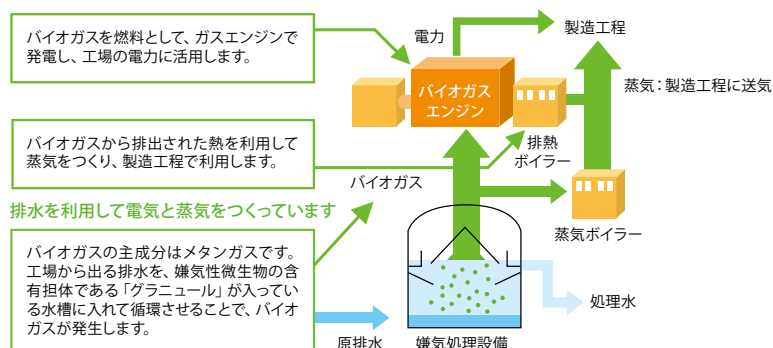 バイオガスを燃料として、ガスエンジンで
発電し、工場の電力に活用します。
電力
製造工程
バイオガス
エンジン
蒸気：製造工程に送気
バイオガスから排出された熱を利用して
蒸気をつくり、製造工程で利用します。
排熱
ボイラー
バイオガス
排水を利用して電気と蒸気をつくっています
蒸気ボイラー
バイオガスの主成分はメタンガスです。
工場から出る排水を、嫌気性微生物の含
有担体である「グラニュール」が入ってい
る水槽に入れて循環させることで、バイオ
ガスが発生します。
処理水
原排水
嫌気処理設備